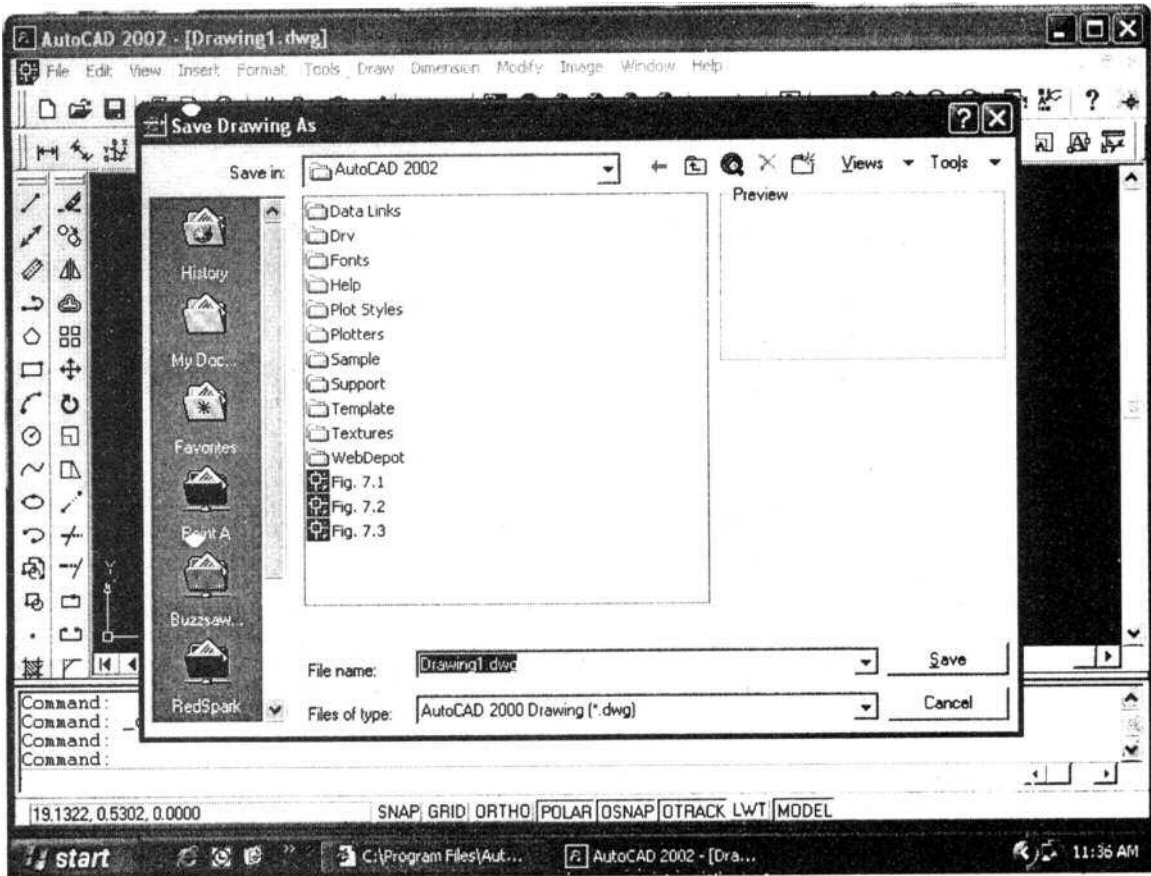 AutoCAD 2002 - [Drawing1.dwg]
File Edit View Insert Format Tools Draw Dimension Modify Image Window Help
Save Drawing As
Save in:
AutoCAD 2002
Views
Tools
History
My Doc...
Favorites
Point A
Buzzsaw...
RedSpark
Data Links
Drv
Fonts
Help
Plot Styles
Plotters
Sample
Support
Template
Textures
WebDepot
Fig. 7.1
Fig. 7.2
Fig. 7.3
Preview
File name:
Drawing1.dwg
Save
Files of type:
AutoCAD 2000 Drawing (*.dwg)
Cancel
Y
Command:
Command:
Command:
Command:
19.1322, 0.5302, 0.0000
SNAP GRID ORTHO POLAR OSNAP OTRACK LWT MODEL
start
C:\Program Files\Aut...
AutoCAD 2002 - [Dra...
11:36 AM